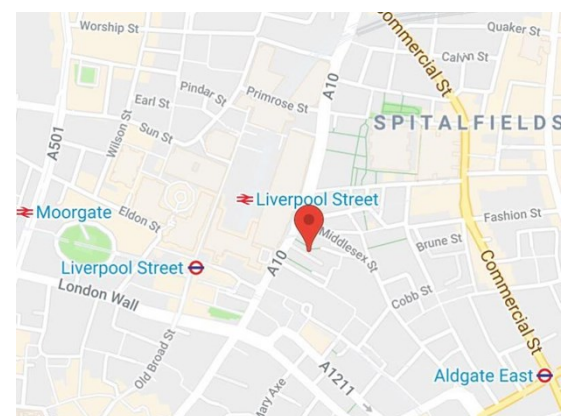 Worship St
Commercial St
Quaker St
Calvin St
Pindar St
Primrose St
A10
Earl St
Wilson St
Sun St
SPITALFIELDS
A501
Liverpool Street
Moorgate
Eldon St
Fashion St
Middlesex St
Brune St
Liverpool Street
A10
London Wall
Cobb St
Commercial St
Old Broad St
A1211
Aldgate East
Mary Axe